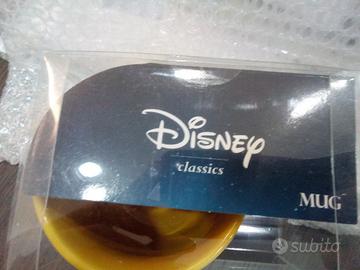 Disney
classics
MUG
subito